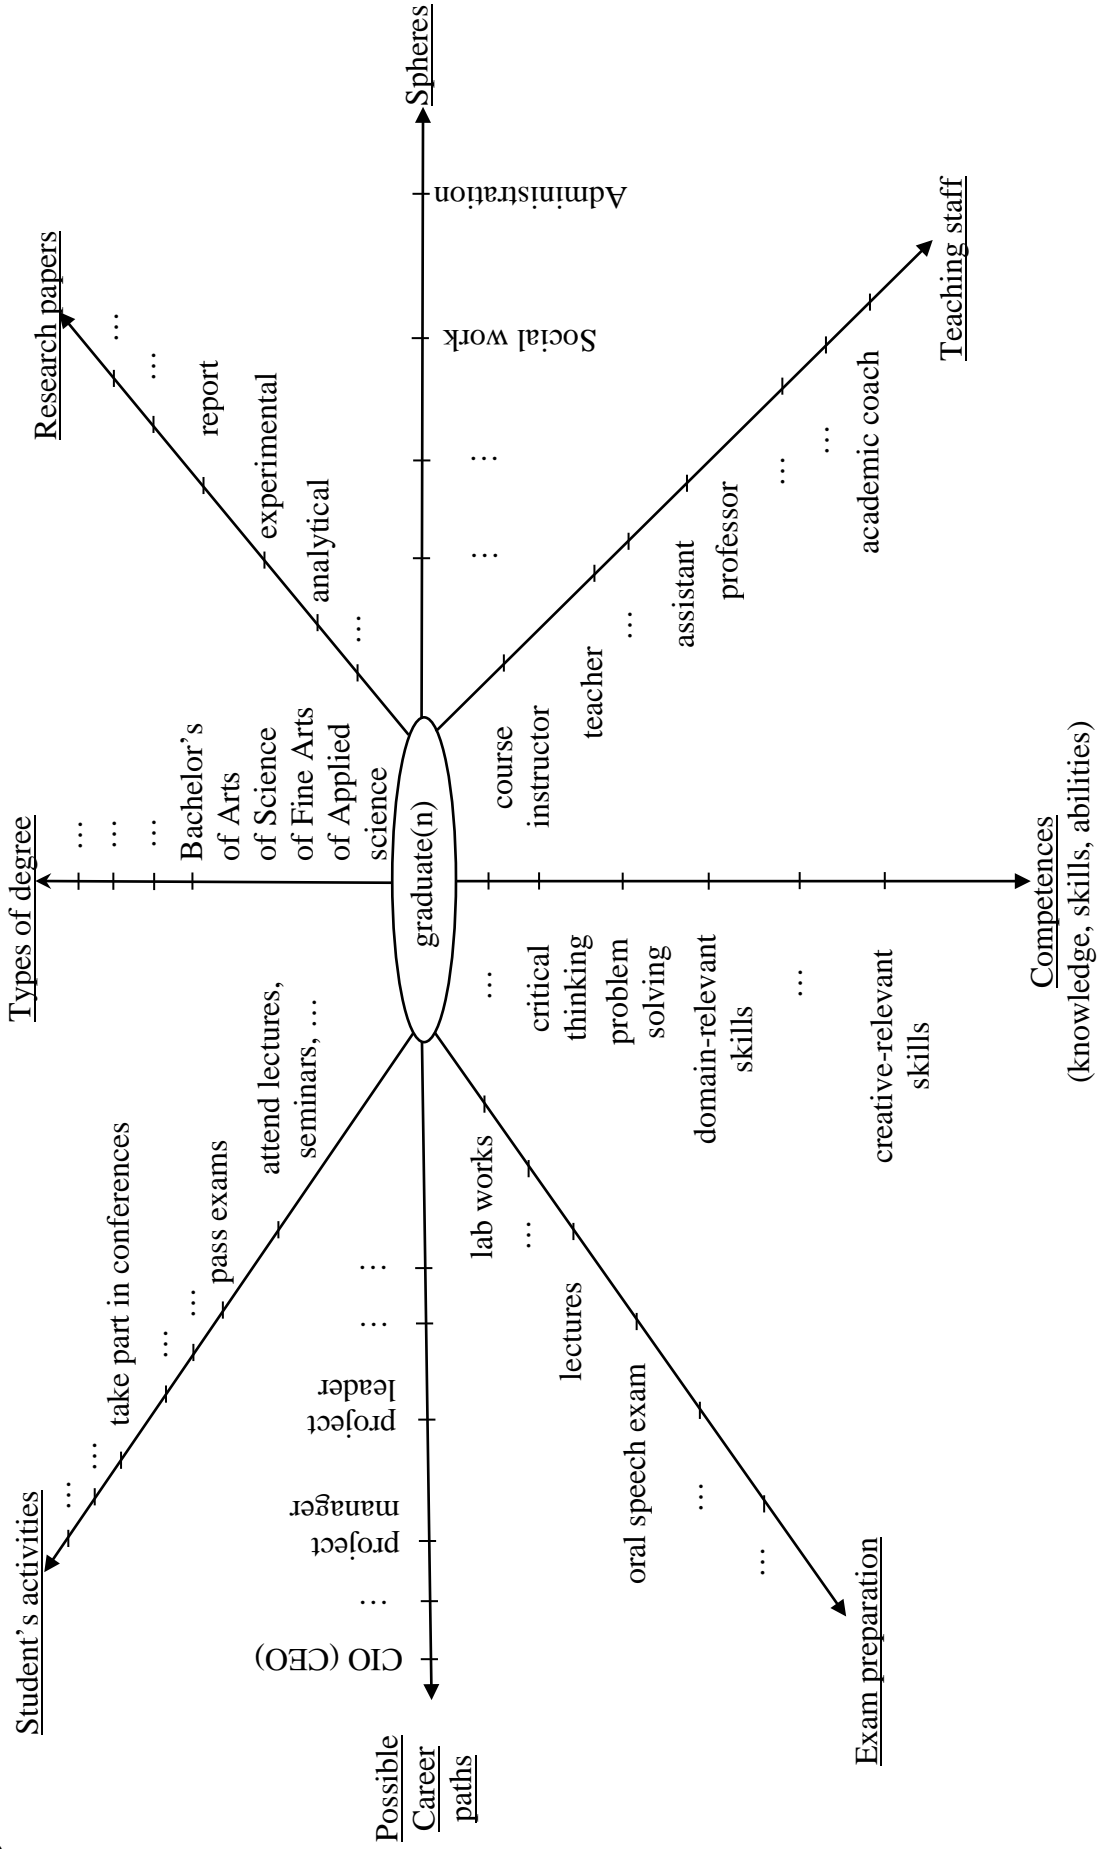 Types of degree
…
…
…
Bachelor's
of Arts
of Science
of Fine Arts
of Applied
science
Research papers
…
…
report
experimental
analytical
…
Spheres
Administration
Social work
…
…
Teaching staff
course
instructor
teacher
…
assistant
professor
…
…
academic coach
Competences
(knowledge, skills, abilities)
…
critical
thinking
problem
solving
domain-relevant
skills
…
creative-relevant
skills
Exam preparation
lab works
…
lectures
oral speech exam
…
…
Possible
Career
paths
…
…
project
leader
project
manager
…
CIO (CEO)
Student's activities
attend lectures,
seminars, …
pass exams
…
…
take part in conferences
…
…
graduate(n)